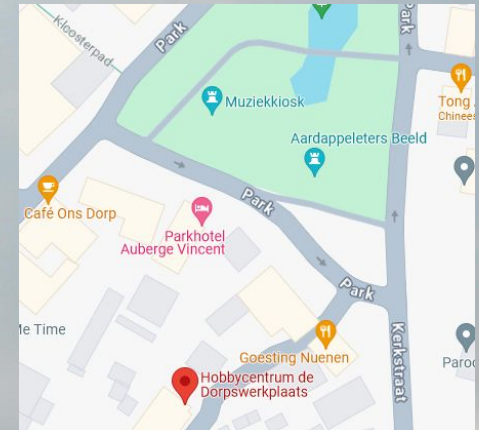 Kloosterpad
Park
Park
Muziekkiosk
Aardappeleters Beeld
Tong
Chinees
Café Ons Dorp
Park
Parkhotel
Auberge Vincent
Park
Me Time
Goesting Nuenen
Kerkstraat
Hobbycentrum de
Dorpswerkplaats